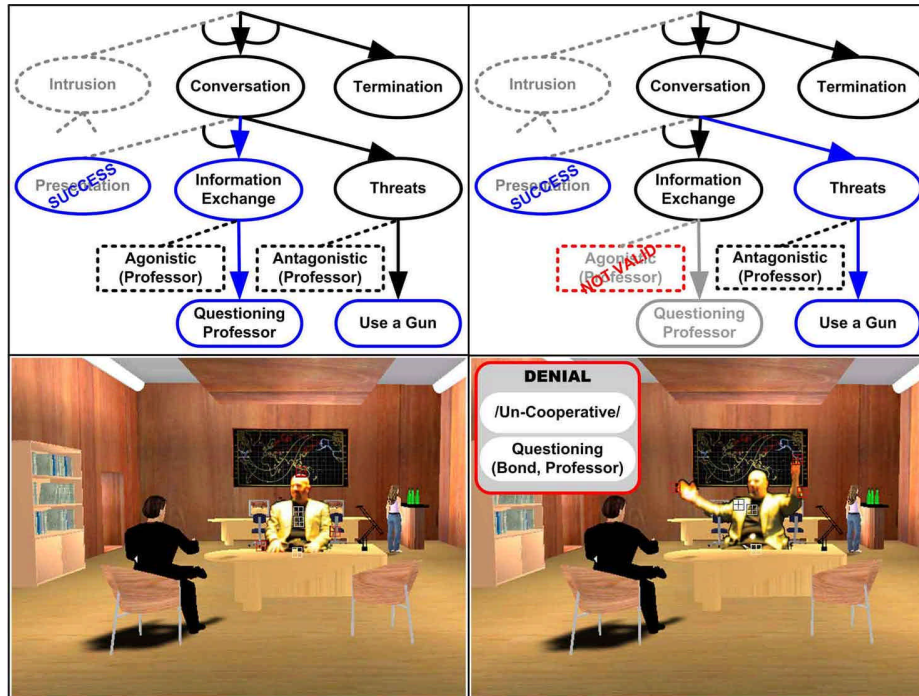 Intrusion
Conversation
Termination
Presentation
SUCCESS
Information
Exchange
Threats
Agonistic
(Professor)
Antagonistic
(Professor)
Questioning
Professor
Use a Gun
Intrusion
Conversation
Termination
Presentation
SUCCESS
Information
Exchange
Threats
Agonistic
(Professor)
NOT VALID
Antagonistic
(Professor)
Questioning
Professor
Use a Gun
DENIAL
/Un-Cooperative/
Questioning
(Bond, Professor)